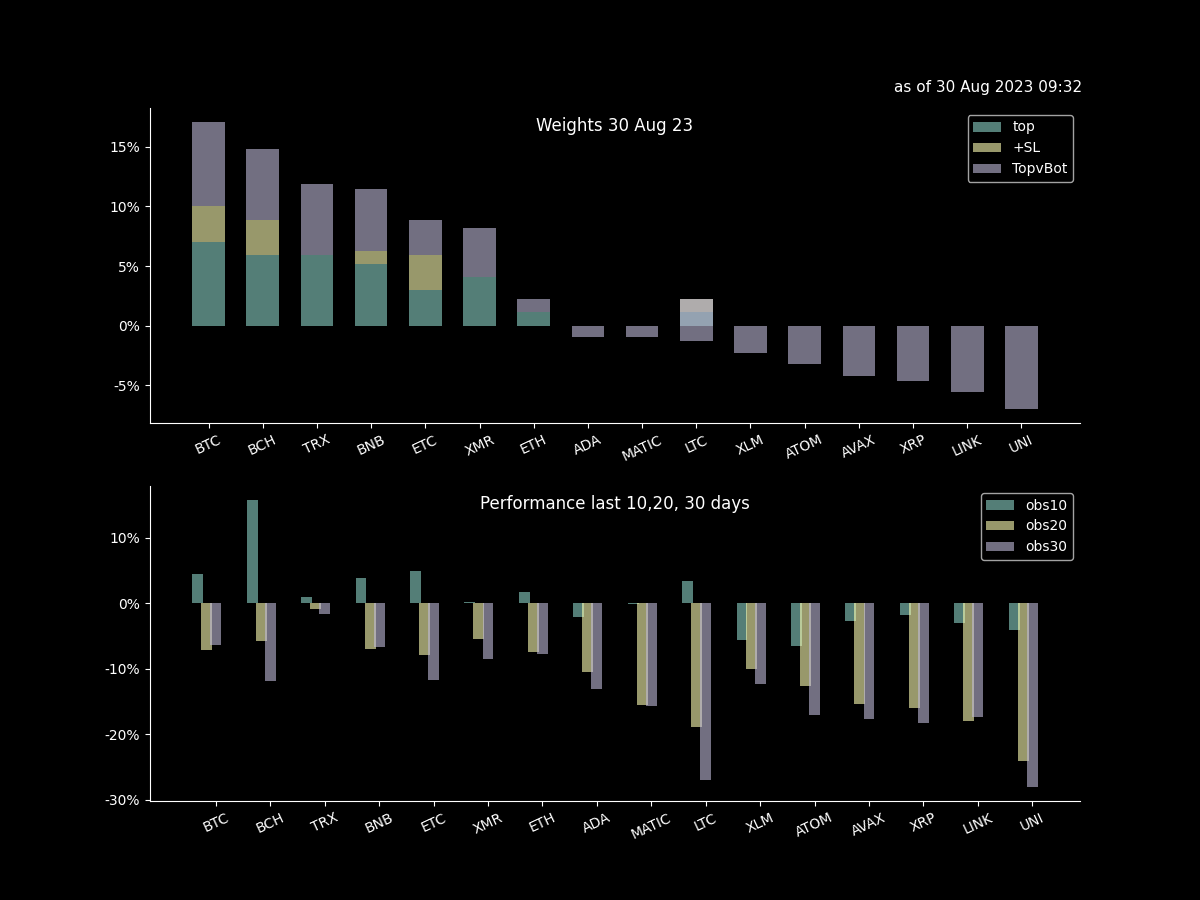 as of 30 Aug 2023 09:32
Weights 30 Aug 23
top
+SL
TopvBot
15%
10%
5%
0%
-5%
BTC BCH TRX BNB ETC XMR ETH ADA MATIC LTC XLM ATOM AVAX XRP LINK UNI
Performance last 10,20, 30 days
obs10
obs20
obs30
10%
0%
-10%
-20%
-30%
BTC BCH TRX BNB ETC XMR ETH ADA MATIC LTC XLM ATOM AVAX XRP LINK UNI